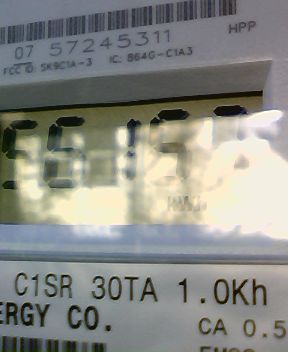 07 57245311
HPP
FCC ID: SK9C1A-3 IC: 864G-C1A3
C1SR 30TA 1.0Kh
ERGY CO.
CA 0.5